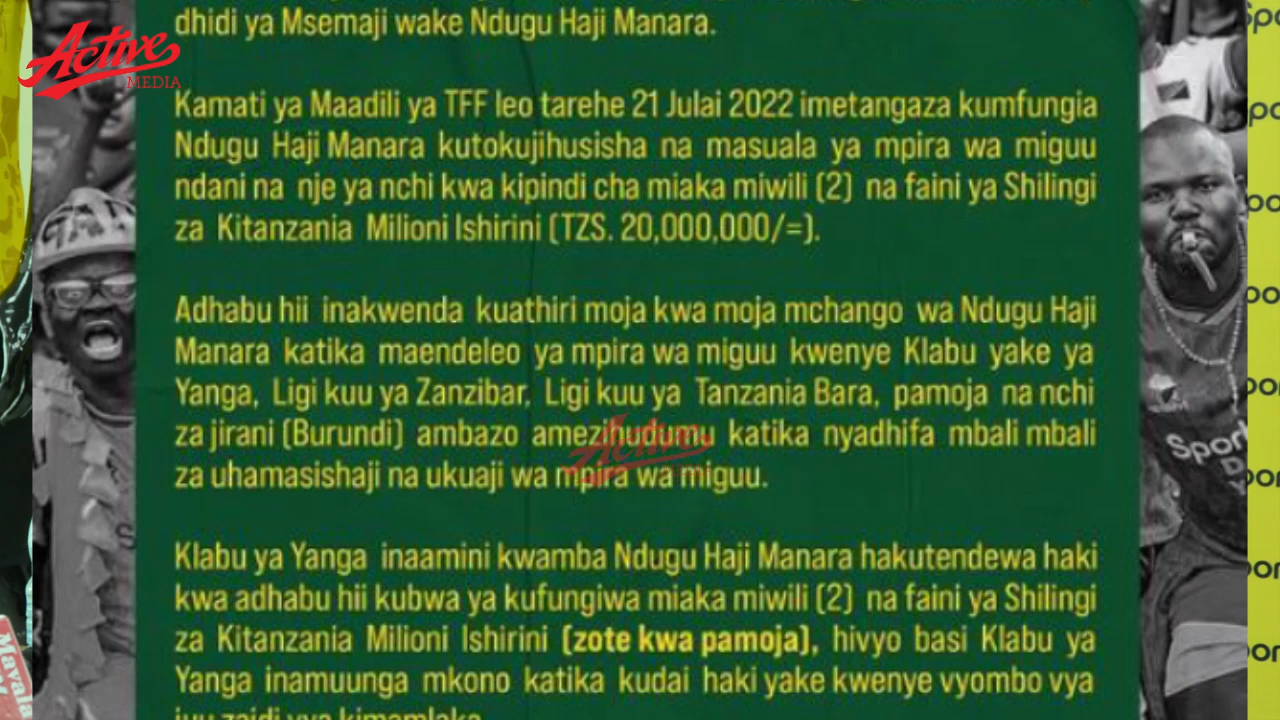 Active
MEDIA
dhidi ya Msemaji wake Ndugu Haji Manara.
Kamati ya Maadili ya TFF leo tarehe 21 Julai 2022 imetangaza kumfungia
Ndugu Haji Manara kutokujihusisha na masuala ya mpira wa miguu
ndani na nje ya nchi kwa kipindi cha miaka miwili (2) na faini ya Shilingi
za Kitanzania Milioni Ishirini (TZS. 20,000,000/=).
Adhabu hii inakwenda kuathiri moja kwa moja mchango wa Ndugu Haji
Manara katika maendeleo ya mpira wa miguu kwenye Klabu yake ya
Yanga, Ligi kuu ya Zanzibar, Ligi kuu ya Tanzania Bara, pamoja na nchi
za jirani (Burundi) ambazo katika nyadhifa mbali mbali
za uhamasishaji na ukuaji wa mpira wa miguu.
Active
Klabu ya Yanga inaamini kwamba Ndugu Haji Manara hakutendewa haki
kwa adhabu hii kubwa ya kufungiwa miaka miwili (2) na faini ya Shilingi
za Kitanzania Milioni Ishirini (zote kwa pamoja), hivyo basi Klabu ya
Yanga inamuunga mkono katika kudai haki yake kwenye vyombo vya